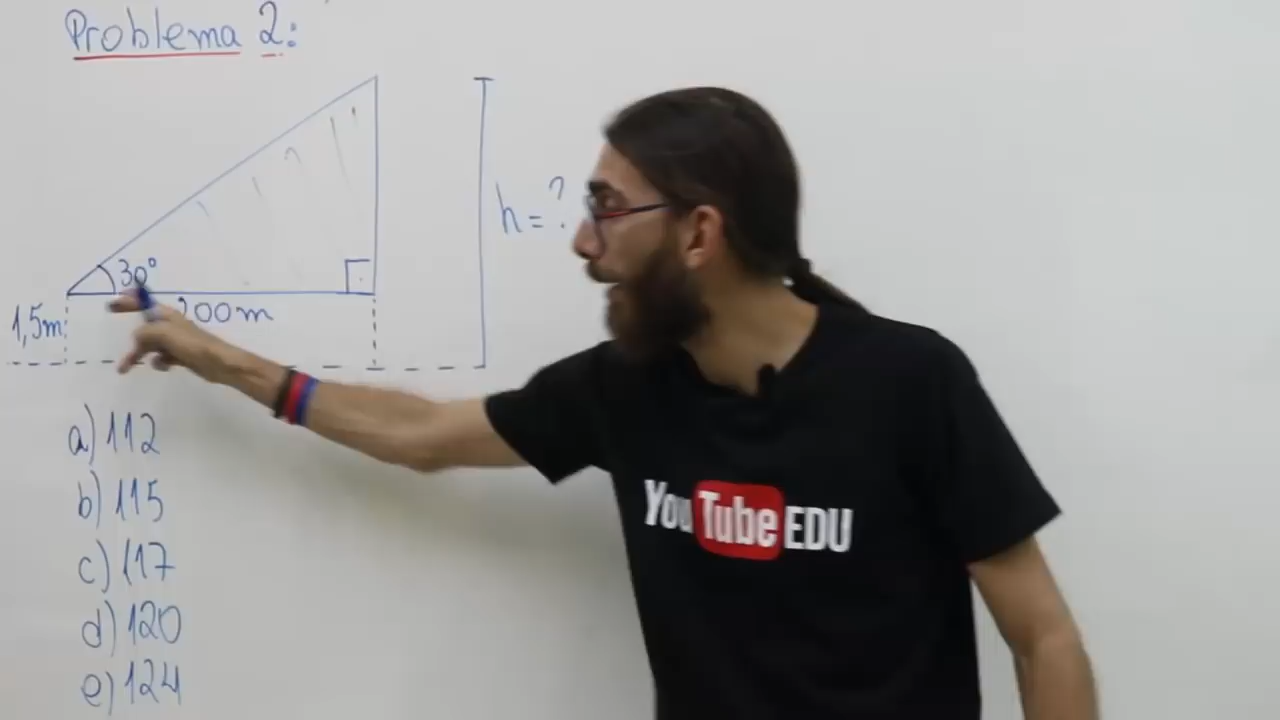 Problema 2:
30°
h = ?
1,5m
200m
a) 112
b) 115
c) 117
d) 120
e) 124
YouTube EDU